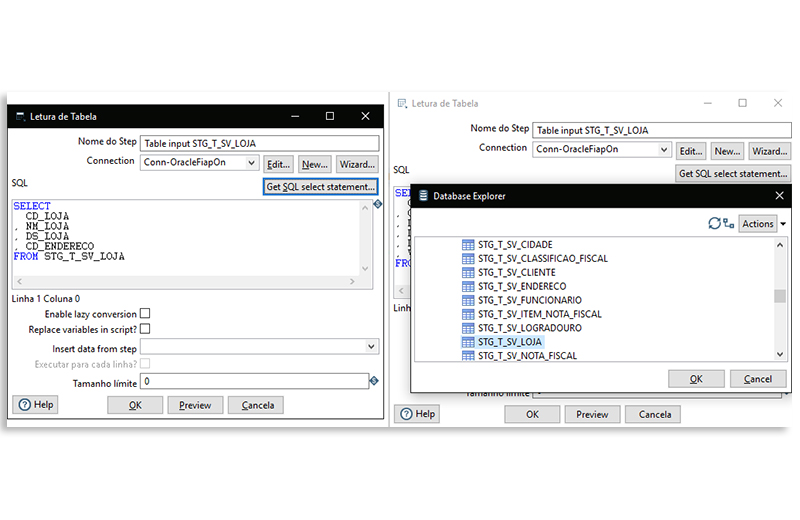 Letura de Tabela
Nome do Step Table input STG_T_SV_LOJA
Connection Conn-OracleFiapOn Edit... New... Wizard...
SQL Get SQL select statement...
SELECT
CD_LOJA
, NM_LOJA
, DS_LOJA
, CD_ENDERECO
FROM STG_T_SV_LOJA
Linha 1 Coluna 0
Enable lazy conversion
Replace variables in script?
Insert data from step
Executar para cada linha?
Tamanho límite 0
Help OK Preview Cancela
Letura de Tabela
Nome do Step Table input STG_T_SV_LOJA
Connection Conn-OracleFiapOn Edit... New... Wizard...
SQL Get SQL select statement...
Database Explorer
Actions
STG_T_SV_CIDADE
STG_T_SV_CLASSIFICAO_FISCAL
STG_T_SV_CLIENTE
STG_T_SV_ENDERECO
STG_T_SV_FUNCIONARIO
STG_T_SV_ITEM_NOTA_FISCAL
STG_T_SV_LOGRADOURO
STG_T_SV_LOJA
STG_T_SV_NOTA_FISCAL
OK Cancel
Tamanho límite
Help OK Preview Cancela